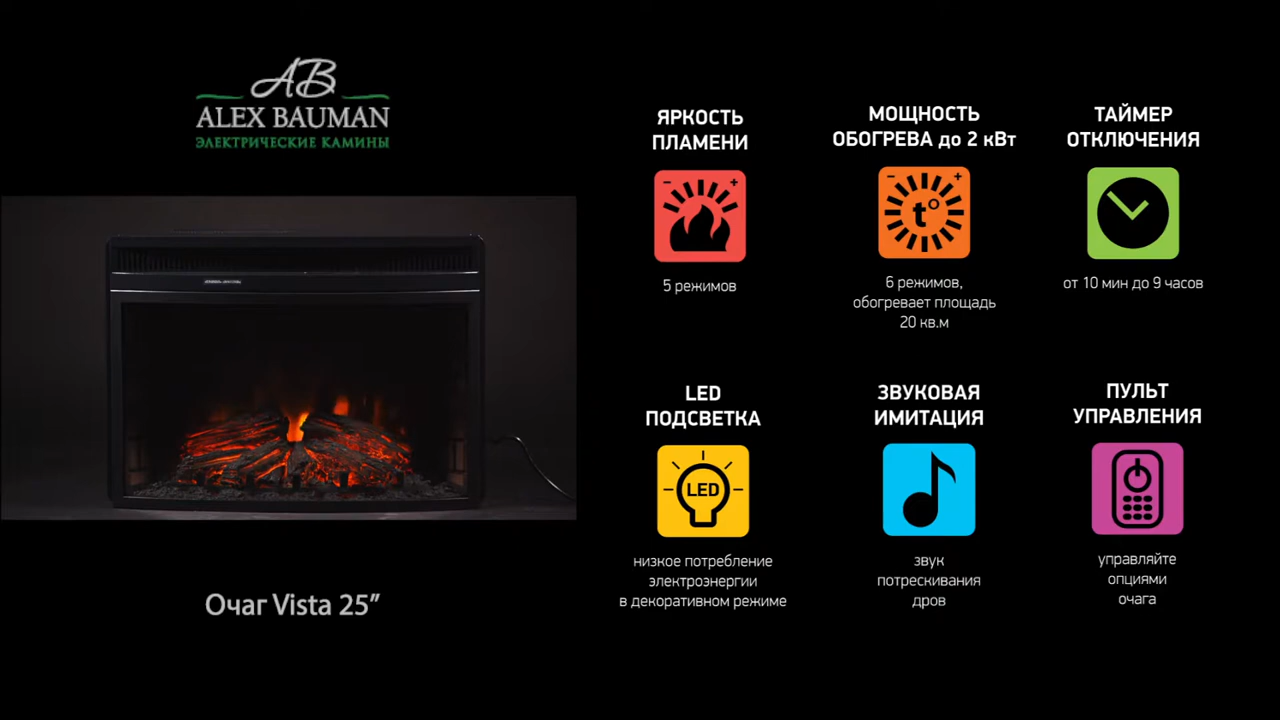 AB
ALEX BAUMAN
ЭЛЕКТРИЧЕСКИЕ КАМИНЫ
Очаг Vista 25”
ЯРКОСТЬ
ПЛАМЕНИ
- +
5 режимов
МОЩНОСТЬ
ОБОГРЕВА до 2 кВт
- +
t°
6 режимов,
обогревает площадь
20 кв.м
ТАЙМЕР
ОТКЛЮЧЕНИЯ
от 10 мин до 9 часов
LED
ПОДСВЕТКА
LED
низкое потребление
электроэнергии
в декоративном режиме
ЗВУКОВАЯ
ИМИТАЦИЯ
звук
потрескивания
дров
ПУЛЬТ
УПРАВЛЕНИЯ
управляйте
опциями
очага